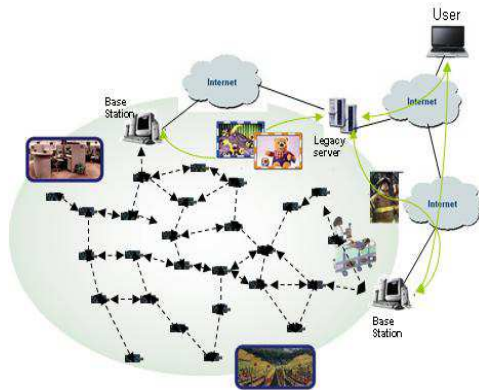 User
Internet
Base
Station
Internet
Legacy
server
Internet
Base
Station